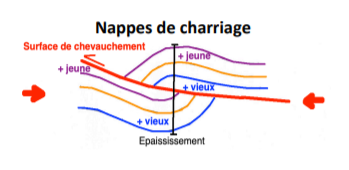 Nappes de charriage
Surface de chevauchement
+ jeune
+ jeune
+ vieux
+ vieux
Epaississement